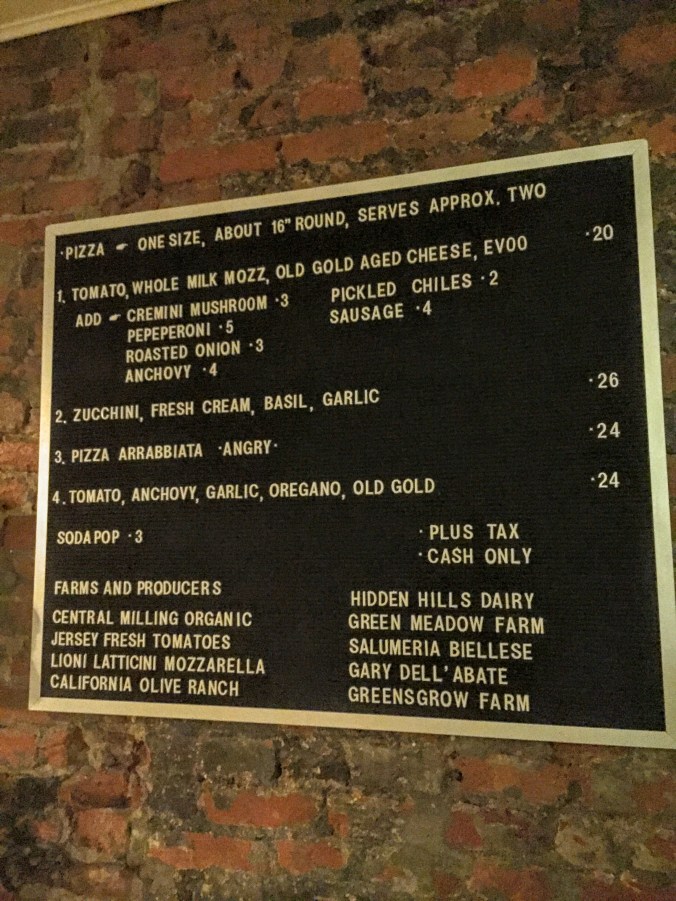 ·PIZZA ☛ ONE SIZE, ABOUT 16" ROUND, SERVES APPROX. TWO
1. TOMATO, WHOLE MILK MOZZ, OLD GOLD AGED CHEESE, EVOO ·20
ADD ☛ CREMINI MUSHROOM ·3 PICKLED CHILES ·2
PEPEPERONI ·5 SAUSAGE ·4
ROASTED ONION ·3
ANCHOVY ·4
2. ZUCCHINI, FRESH CREAM, BASIL, GARLIC ·26
3. PIZZA ARRABBIATA ·ANGRY· ·24
4. TOMATO, ANCHOVY, GARLIC, OREGANO, OLD GOLD ·24
SODA POP ·3 ·PLUS TAX
·CASH ONLY
FARMS AND PRODUCERS
CENTRAL MILLING ORGANIC
JERSEY FRESH TOMATOES
LIONI LATTICINI MOZZARELLA
CALIFORNIA OLIVE RANCH
HIDDEN HILLS DAIRY
GREEN MEADOW FARM
SALUMERIA BIELLESE
GARY DELL'ABATE
GREENSGROW FARM